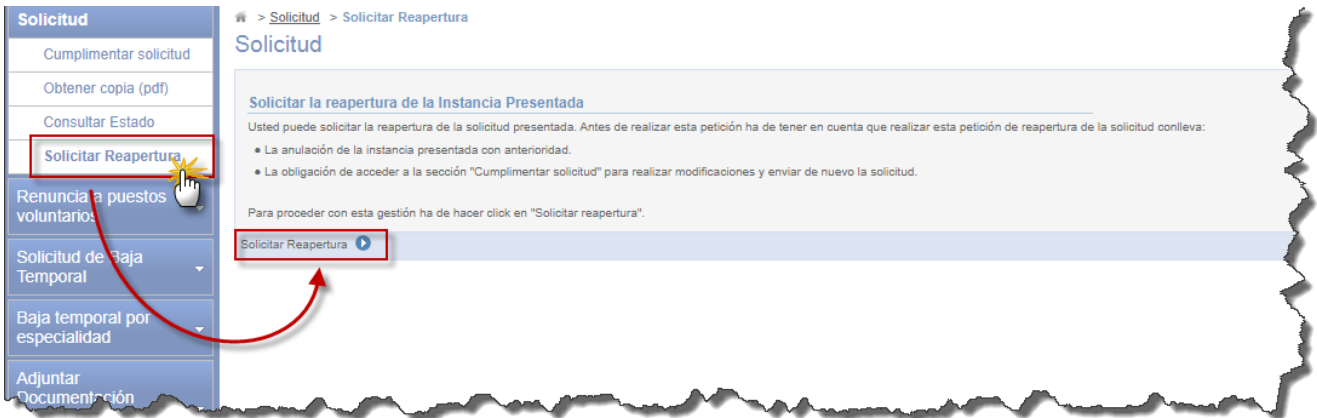 Solicitud
Cumplimentar solicitud
Obtener copia (pdf)
Consultar Estado
Solicitar Reapertura
Renuncia a puestos
voluntarios
Solicitud de Baja
Temporal
Baja temporal por
especialidad
Adjuntar
Documentación
> Solicitud > Solicitar Reapertura
Solicitud
Solicitar la reapertura de la Instancia Presentada
Usted puede solicitar la reapertura de la solicitud presentada. Antes de realizar esta petición ha de tener en cuenta que realizar esta petición de reapertura de la solicitud conlleva:
● La anulación de la instancia presentada con anterioridad.
● La obligación de acceder a la sección "Cumplimentar solicitud" para realizar modificaciones y enviar de nuevo la solicitud.
Para proceder con esta gestión ha de hacer click en "Solicitar reapertura".
Solicitar Reapertura